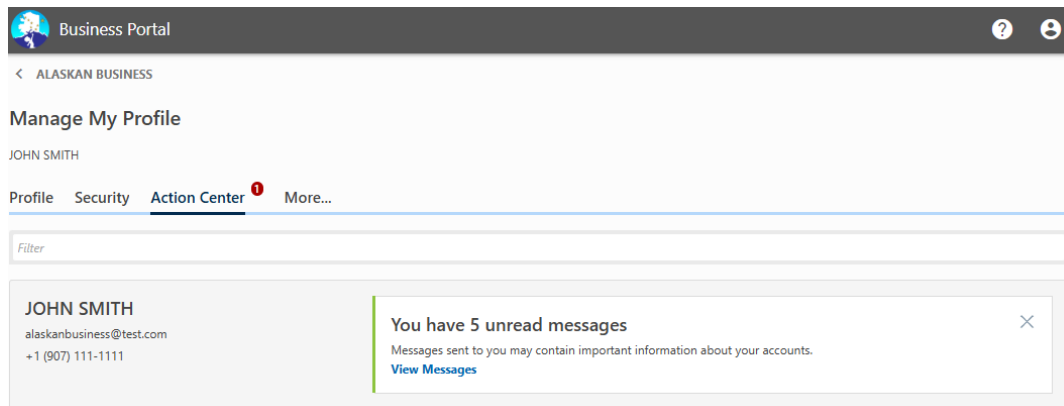 Business Portal
ALASKAN BUSINESS
Manage My Profile
JOHN SMITH
Profile Security Action Center 1 More...
Filter
JOHN SMITH
alaskanbusiness@test.com
+1 (907) 111-1111
You have 5 unread messages
Messages sent to you may contain important information about your accounts.
View Messages